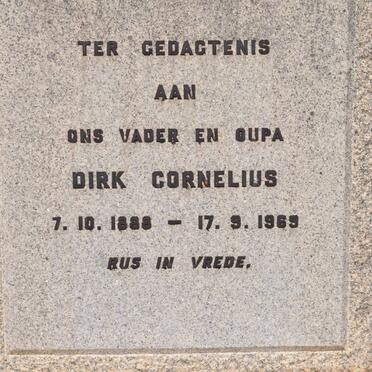 TER GEDAGTENIS
AAN
ONS VADER EN OUPA
DIRK CORNELIUS
7. 10. 1888 — 17. 9. 1969
RUS IN VREDE.